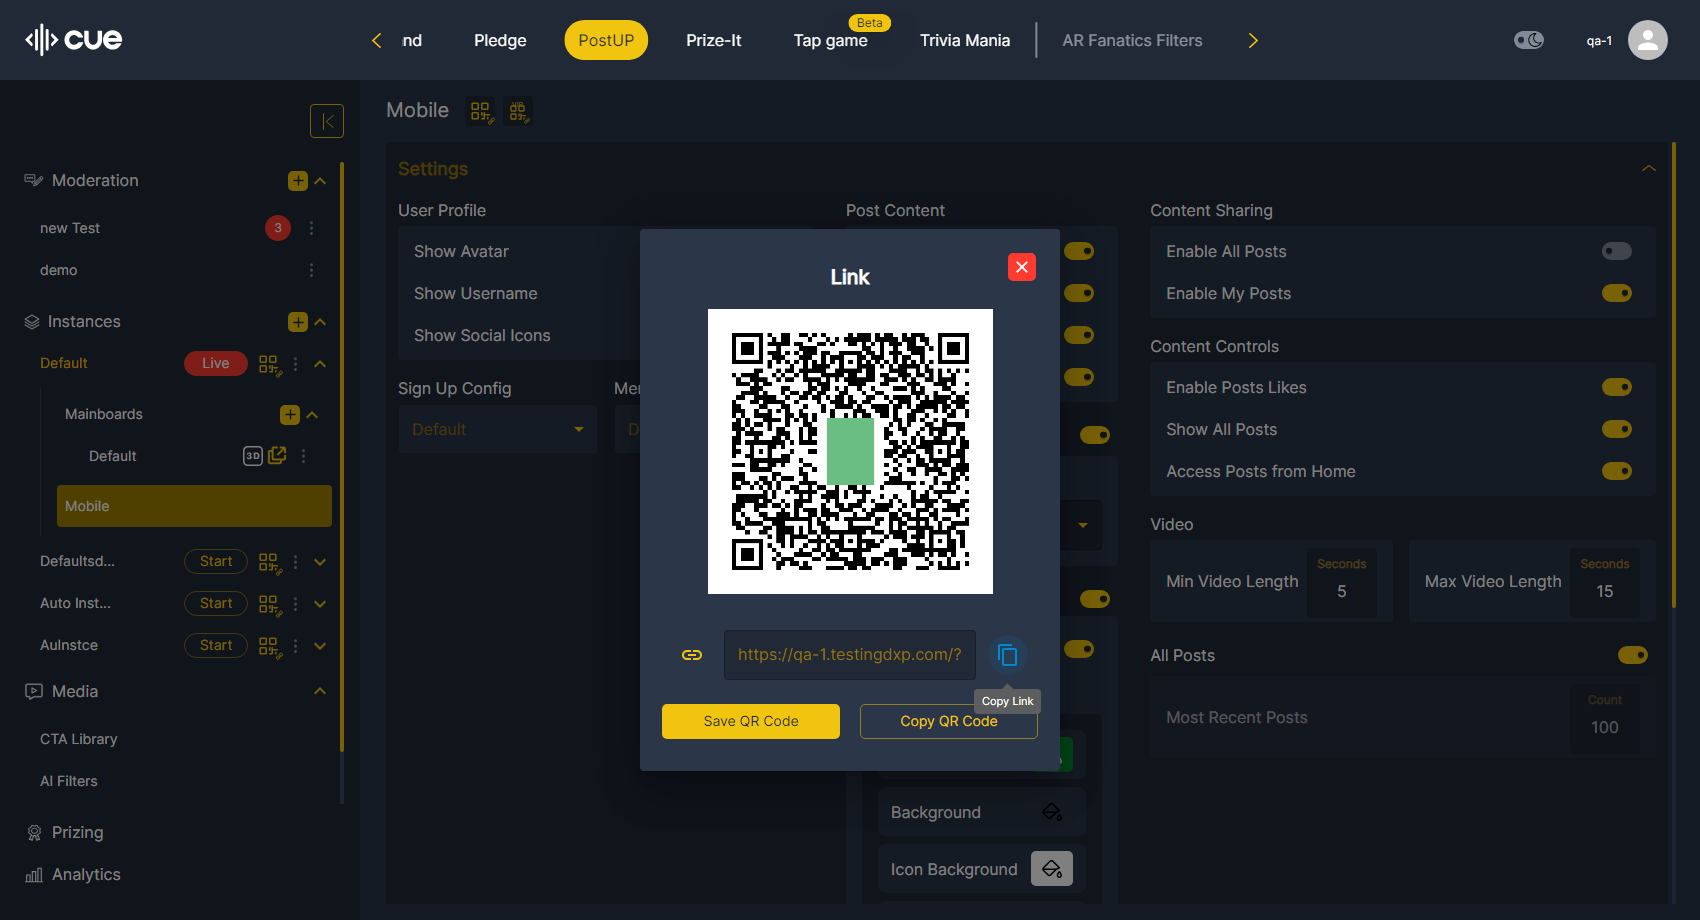 cue
nd
Pledge
PostUP
Prize-It
Tap game
Beta
Trivia Mania
AR Fanatics Filters
qa-1
Moderation
new Test
3
demo
Instances
Default
Live
Mainboards
Default
3D
Mobile
Defaultsd...
Start
Auto Inst...
Start
AuInstce
Start
Media
CTA Library
AI Filters
Prizing
Analytics
Mobile
Settings
User Profile
Show Avatar
Show Username
Show Social Icons
Sign Up Config
Default
Post Content
Background
Icon Background
Content Sharing
Enable All Posts
Enable My Posts
Content Controls
Enable Posts Likes
Show All Posts
Access Posts from Home
Video
Min Video Length
Seconds
5
Max Video Length
Seconds
15
All Posts
Most Recent Posts
Count
100
Link
https://qa-1.testingdxp.com/?
Copy Link
Save QR Code
Copy QR Code